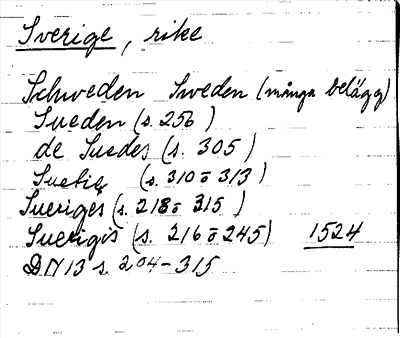 Sverige, rike
Schweden Sweden (många belägg)
Sueden (s. 256)
de Suedes (s. 305)
Suetie (s. 310 o 313)
Sueriges (s. 218 o 315)
Suerigis (s. 216 o 245) 1524
DN 13 s. 204-315